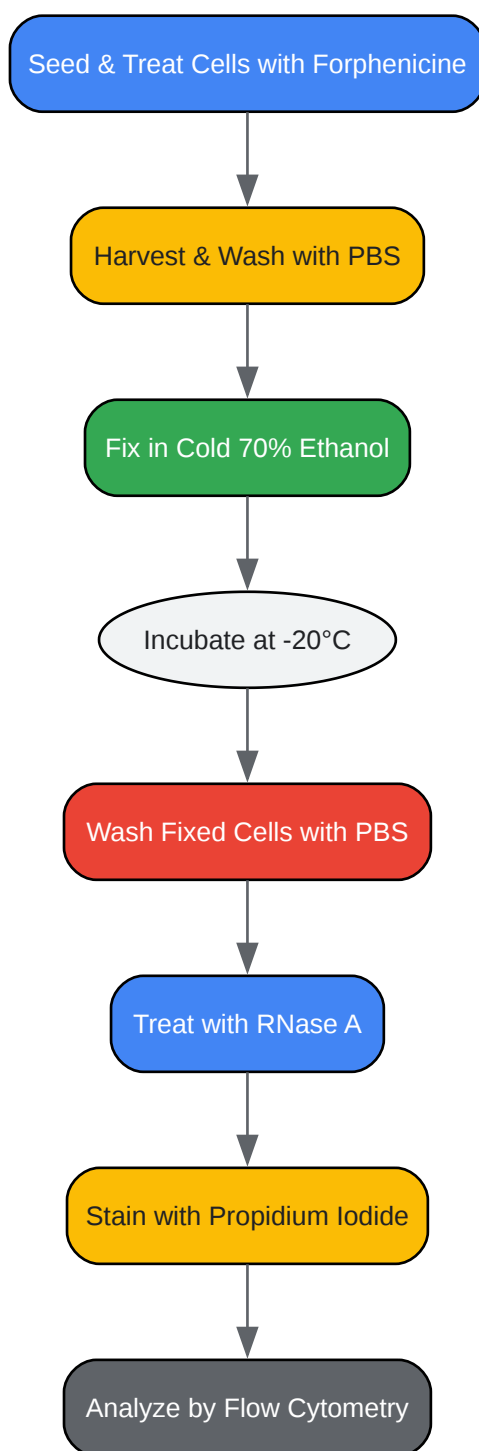 Seed & Treat Cells with Forphenicine
Harvest & Wash with PBS
Fix in Cold 70% Ethanol
Incubate at -20°C
Wash Fixed Cells with PBS
Treat with RNase A
Stain with Propidium Iodide
Analyze by Flow Cytometry